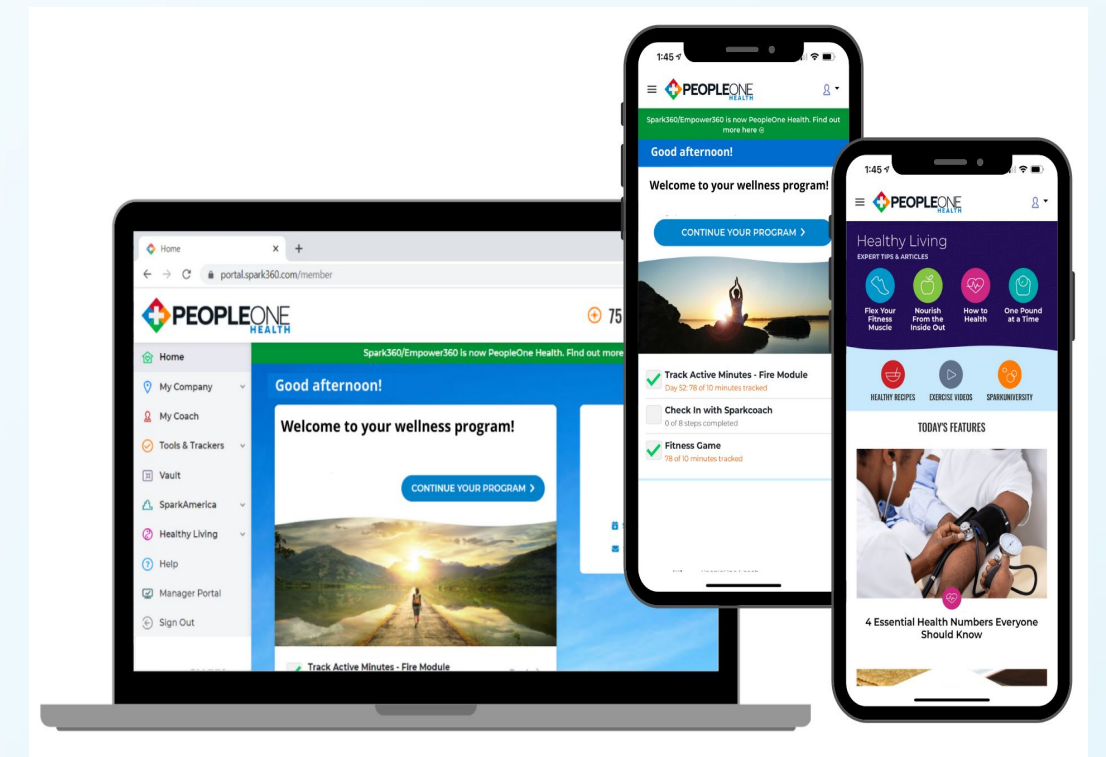 Home
x
+
portal.spark360.com/member
PEOPLEONE
HEALTH
75
Home
My Company
My Coach
Tools & Trackers
Vault
SparkAmerica
Healthy Living
Help
Manager Portal
Sign Out
Spark360/Empower360 is now PeopleOne Health. Find out more
Good afternoon!
Welcome to your wellness program!
CONTINUE YOUR PROGRAM >
Track Active Minutes - Fire Module
1:45
PEOPLEONE
HEALTH
Spark360/Empower360 is now PeopleOne Health. Find out
more here
Good afternoon!
Welcome to your wellness program!
CONTINUE YOUR PROGRAM >
Track Active Minutes - Fire Module
Day 52: 78 of 10 minutes tracked
Check In with Sparkcoach
0 of 8 steps completed
Fitness Game
78 of 10 minutes tracked
1:45
PEOPLEONE
HEALTH
Healthy Living
EXPERT TIPS & ARTICLES
Flex Your
Fitness
Muscle
Nourish
From the
Inside Out
How to
Health
One Pound
at a Time
HEALTHY RECIPES
EXERCISE VIDEOS
SPARKUNIVERSITY
TODAY'S FEATURES
4 Essential Health Numbers Everyone
Should Know